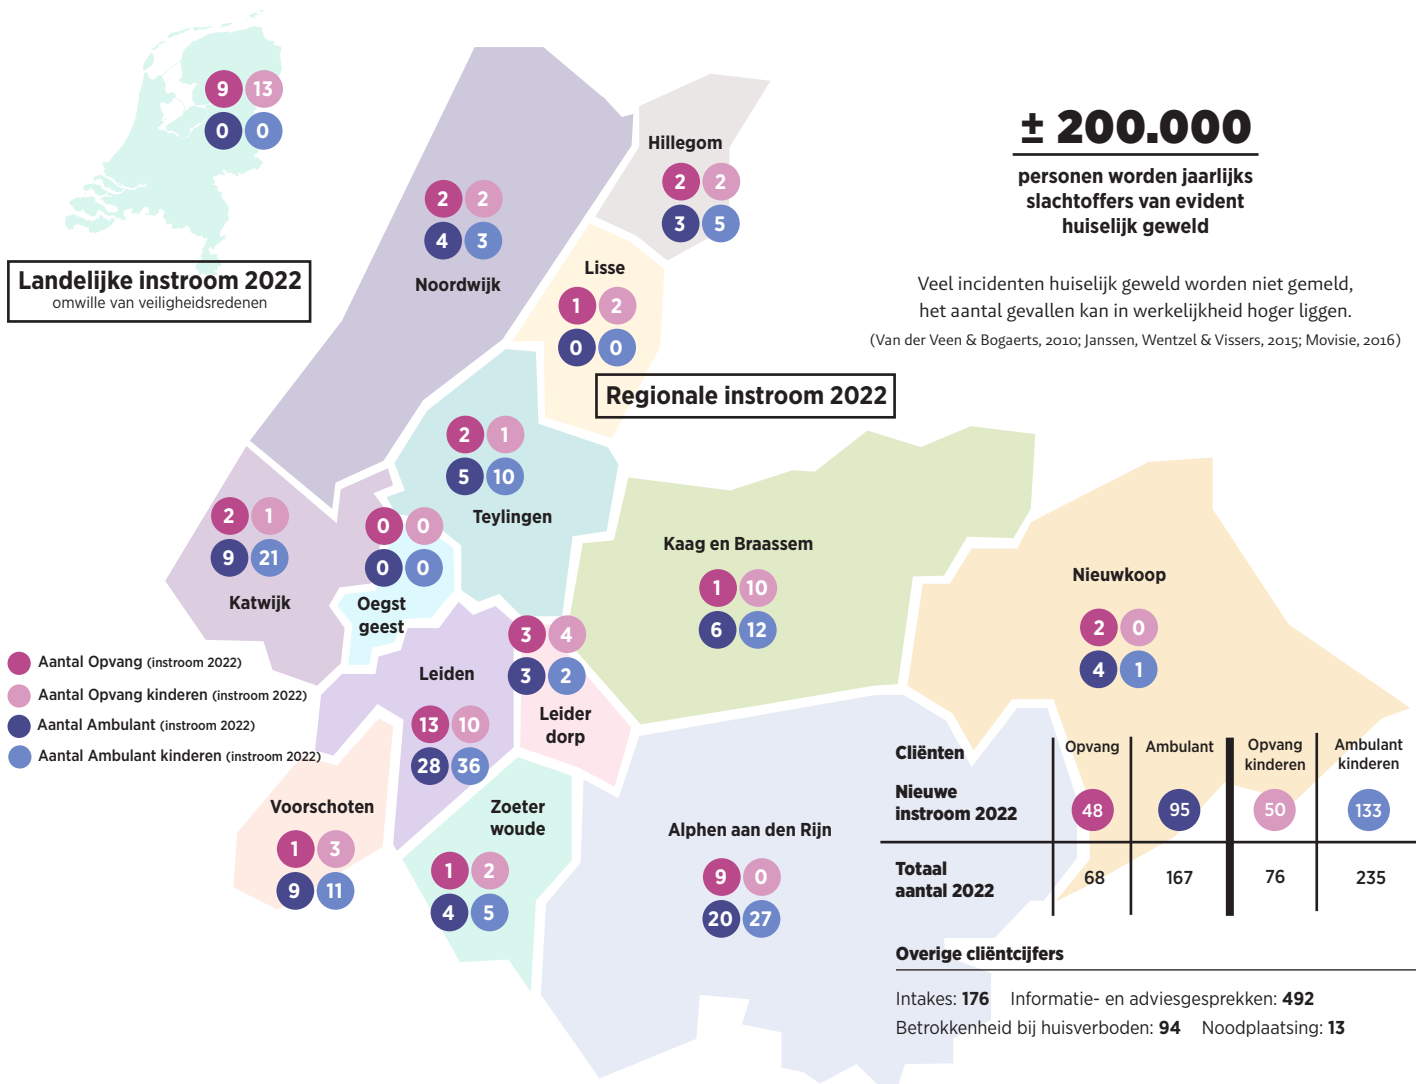 9 13
0 0
Landelijke instroom 2022
omwille van veiligheidsredenen
± 200.000
personen worden jaarlijks
slachtoffers van evident
huiselijk geweld
Veel incidenten huiselijk geweld worden niet gemeld,
het aantal gevallen kan in werkelijkheid hoger liggen.
(Van der Veen & Bogaerts, 2010; Janssen, Wentzel & Vissers, 2015; Movisie, 2016)
Hillegom
2 2
3 5
2 2
4 3
Noordwijk
Lisse
1 2
0 0
Regionale instroom 2022
2 1
5 10
Teylingen
2 1
9 21
Katwijk
0 0
0 0
Oegst
geest
Kaag en Braassem
1 10
6 12
Nieuwkoop
2 0
4 1
3 4
3 2
Leider
dorp
Leiden
13 10
28 36
Aantal Opvang (instroom 2022)
Aantal Opvang kinderen (instroom 2022)
Aantal Ambulant (instroom 2022)
Aantal Ambulant kinderen (instroom 2022)
Voorschoten
1 3
9 11
Zoeter
woude
1 2
4 5
Alphen aan den Rijn
9 0
20 27
Cliënten Opvang Ambulant Opvang kinderen Ambulant kinderen
Nieuwe
instroom 2022 48 95 50 133
Totaal
aantal 2022 68 167 76 235
Overige cliëntcijfers
Intakes: 176 Informatie- en adviesgesprekken: 492
Betrokkenheid bij huisverboden: 94 Noodplaatsing: 13